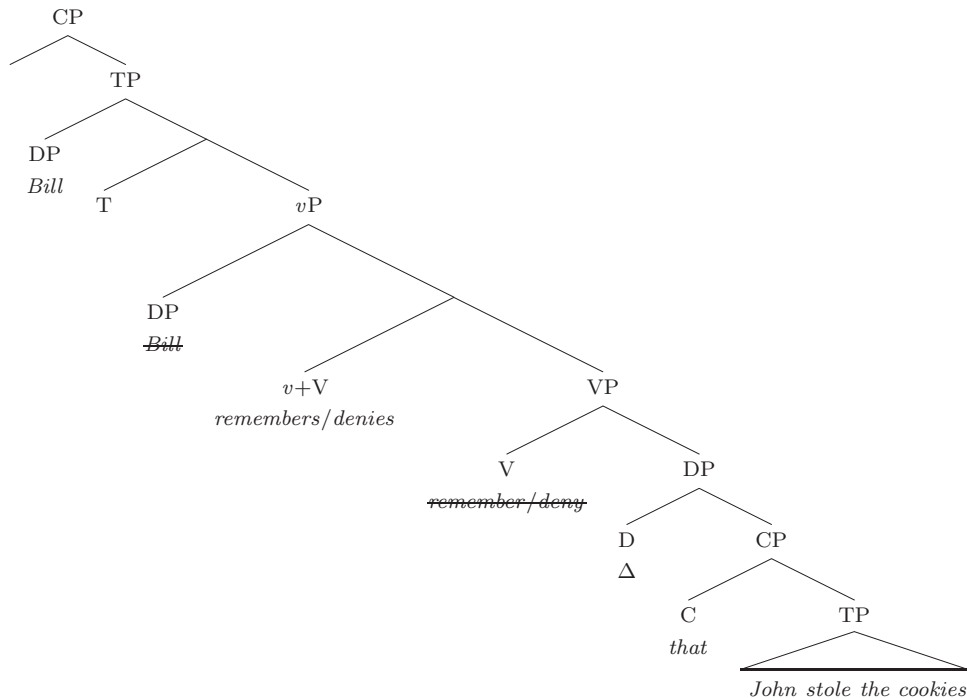 CP
TP
DP
Bill
T
vP
DP
Bill
v+V
remembers/denies
VP
V
remember/deny
DP
D
Δ
CP
C
that
TP
John stole the cookies